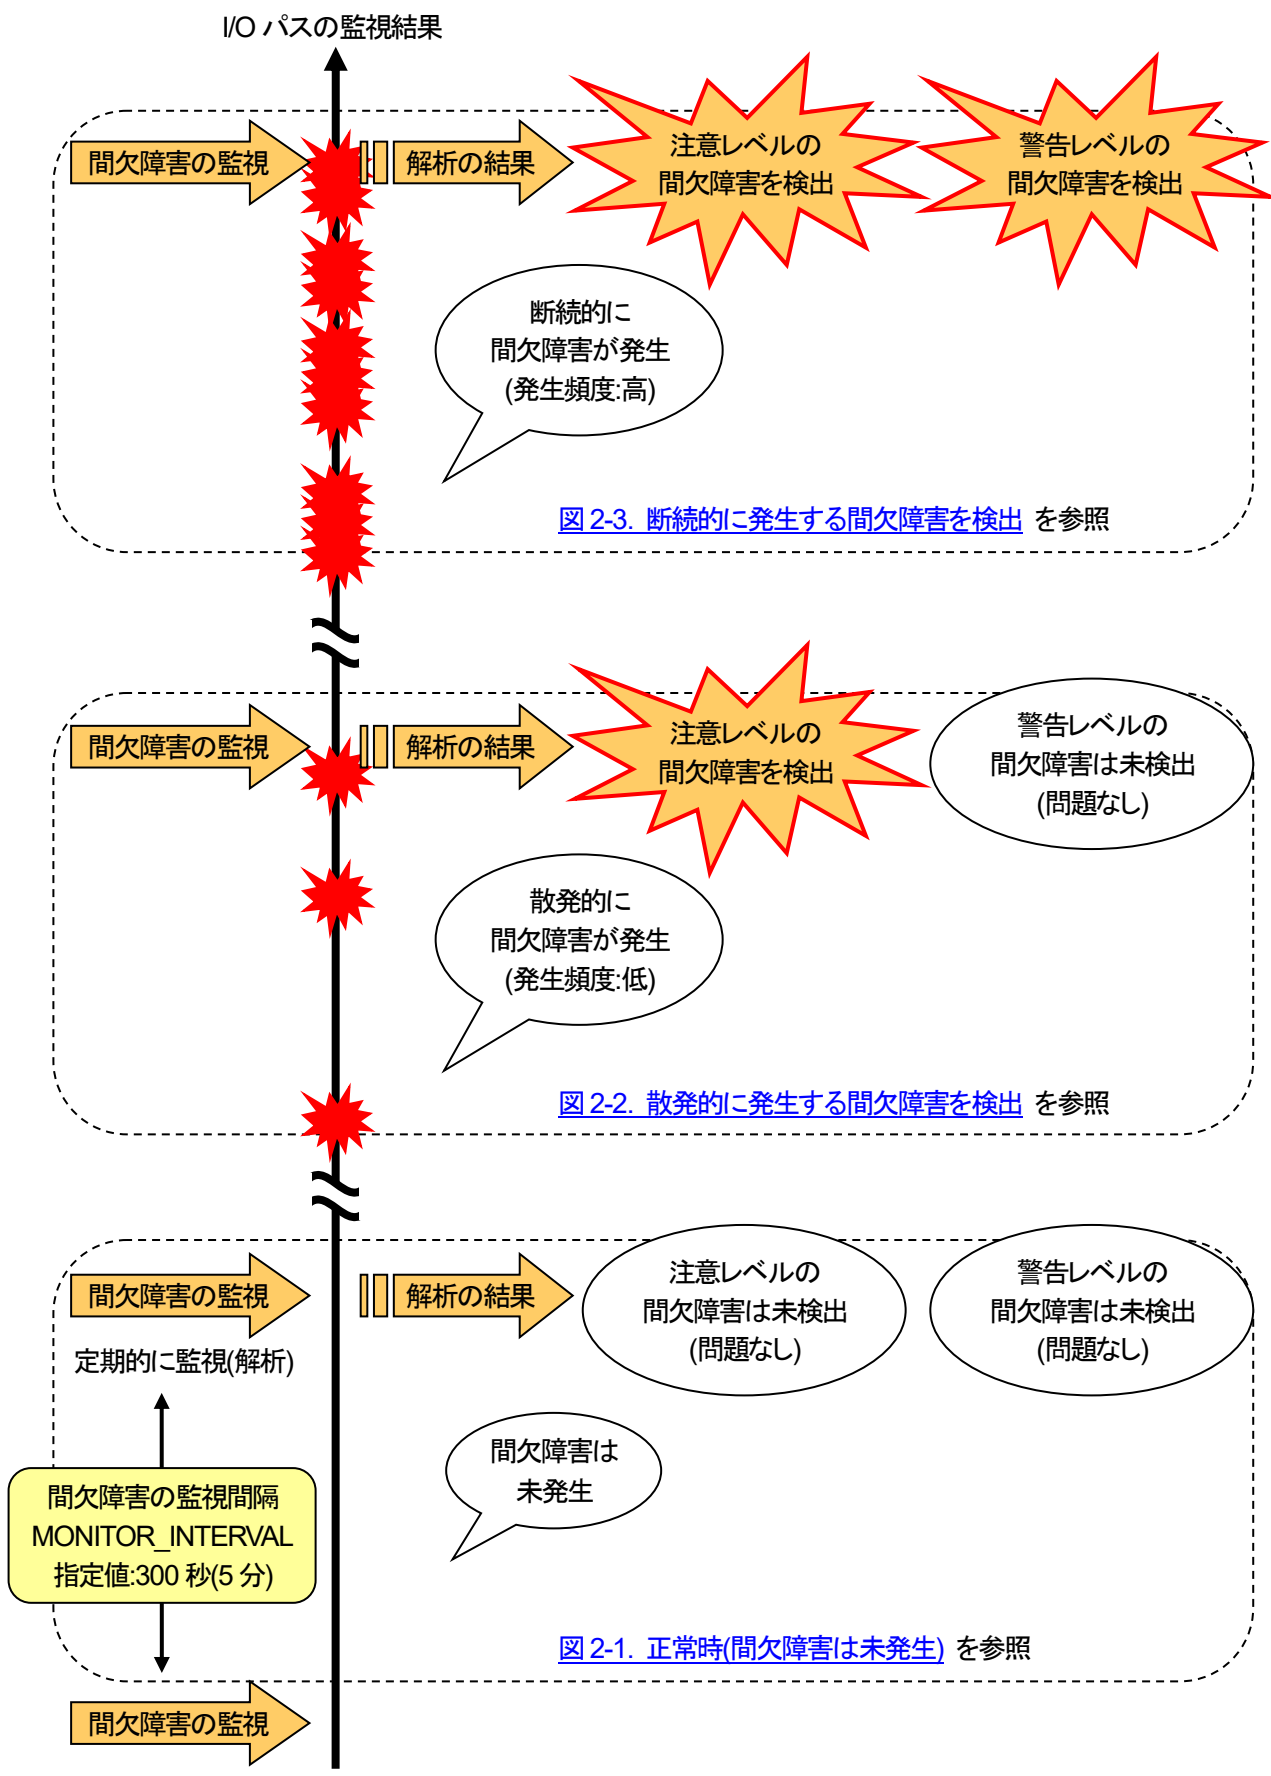 I/O パスの監視結果
間欠障害の監視
解析の結果
注意レベルの
間欠障害を検出
警告レベルの
間欠障害を検出
断続的に
間欠障害が発生
(発生頻度:高)
図 2-3. 断続的に発生する間欠障害を検出 を参照
間欠障害の監視
解析の結果
注意レベルの
間欠障害を検出
警告レベルの
間欠障害は未検出
(問題なし)
散発的に
間欠障害が発生
(発生頻度:低)
図 2-2. 散発的に発生する間欠障害を検出 を参照
間欠障害の監視
解析の結果
注意レベルの
間欠障害は未検出
(問題なし)
警告レベルの
間欠障害は未検出
(問題なし)
定期的に監視(解析)
間欠障害は
未発生
間欠障害の監視間隔
MONITOR_INTERVAL
指定値:300 秒(5 分)
図 2-1. 正常時(間欠障害は未発生) を参照
間欠障害の監視